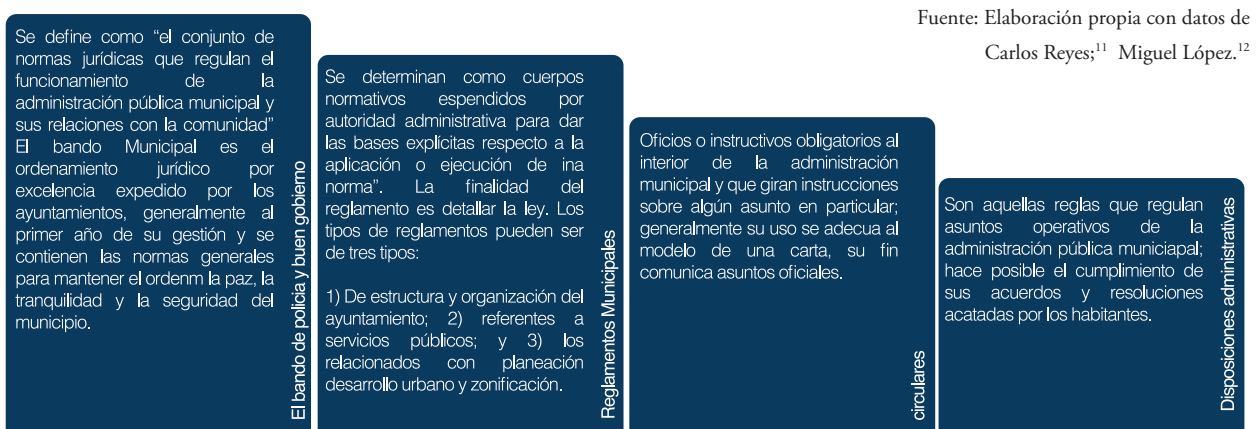 Fuente: Elaboración propia con datos de
Carlos Reyes;11 Miguel López.12
Se define como “el conjunto de
normas jurídicas que regulan el
funcionamiento de la
administración pública municipal y
sus relaciones con la comunidad”
El bando Municipal es el
ordenamiento jurídico por
excelencia expedido por los
ayuntamientos, generalmente al
primer año de su gestión y se
contienen las normas generales
para mantener el ordenm la paz, la
tranquilidad y la seguridad del
municipio.
El bando de policia y buen gobierno
Se determinan como cuerpos
normativos espendidos por
autoridad administrativa para dar
las bases explícitas respecto a la
aplicación o ejecución de ina
norma”. La finalidad del
reglamento es detallar la ley. Los
tipos de reglamentos pueden ser
de tres tipos:
1) De estructura y organización del
ayuntamiento; 2) referentes a
servicios públicos; y 3) los
relacionados con planeación
desarrollo urbano y zonificación.
Reglamentos Municipales
Oficios o instructivos obligatorios al
interior de la administración
municipal y que giran instrucciones
sobre algún asunto en particular;
generalmente su uso se adecua al
modelo de una carta, su fin
comunica asuntos oficiales.
circulares
Son aquellas reglas que regulan
asuntos operativos de la
administración pública municiapal;
hace posible el cumplimiento de
sus acuerdos y resoluciones
acatadas por los habitantes.
Disposiciones administrativas